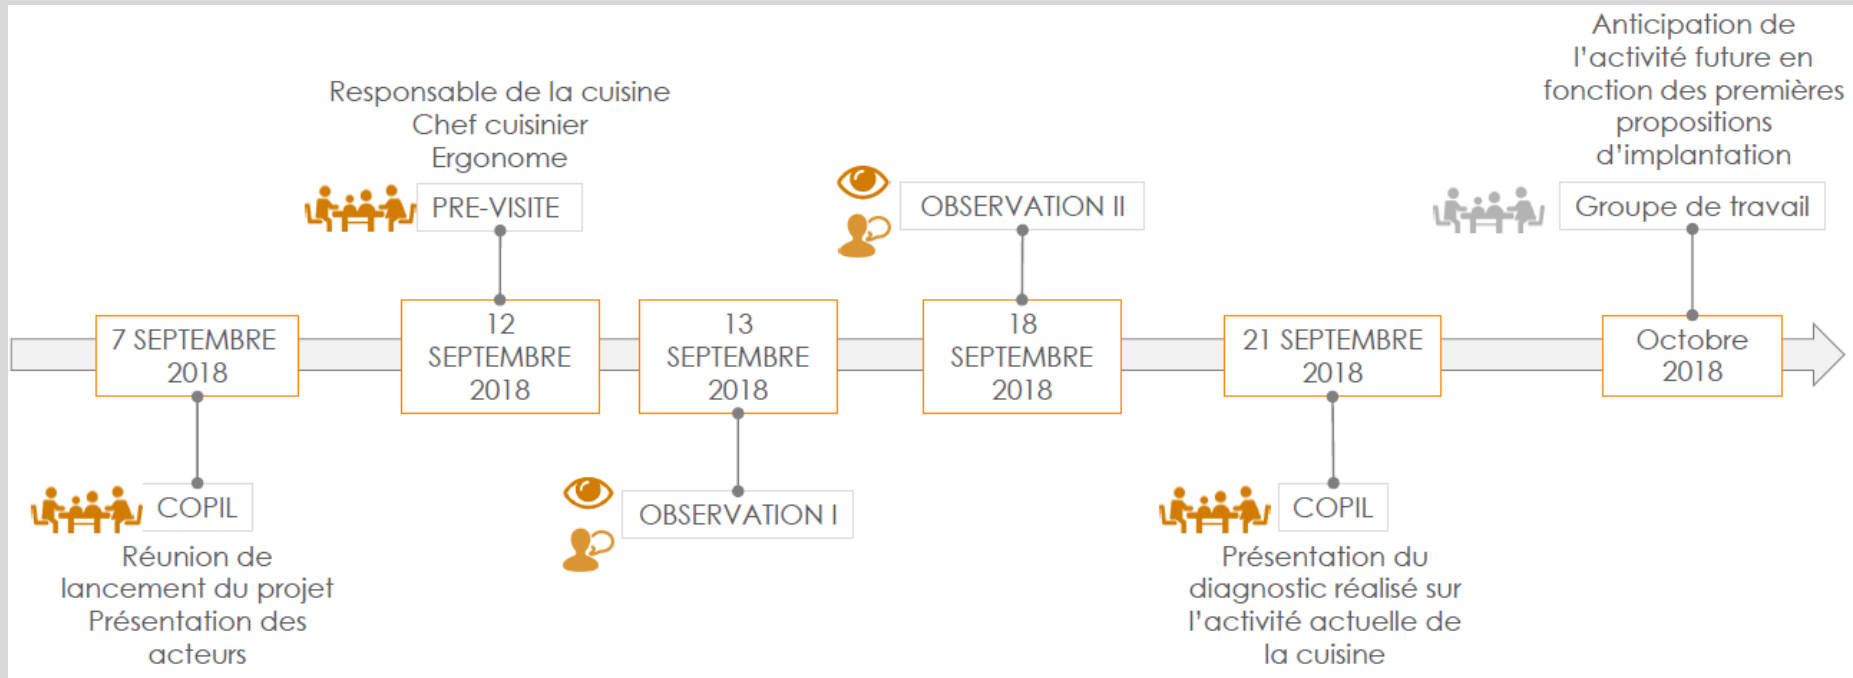 Responsable de la cuisine
Chef cuisinier
Ergonome
PRE-VISITE
OBSERVATION II
Anticipation de
l’activité future en
fonction des premières
propositions
d’implantation
Groupe de travail
7 SEPTEMBRE
2018
12
SEPTEMBRE
2018
13
SEPTEMBRE
2018
18
SEPTEMBRE
2018
21 SEPTEMBRE
2018
Octobre
2018
COPIL
Réunion de
lancement du projet
Présentation des
acteurs
OBSERVATION I
COPIL
Présentation du
diagnostic réalisé sur
l’activité actuelle de
la cuisine